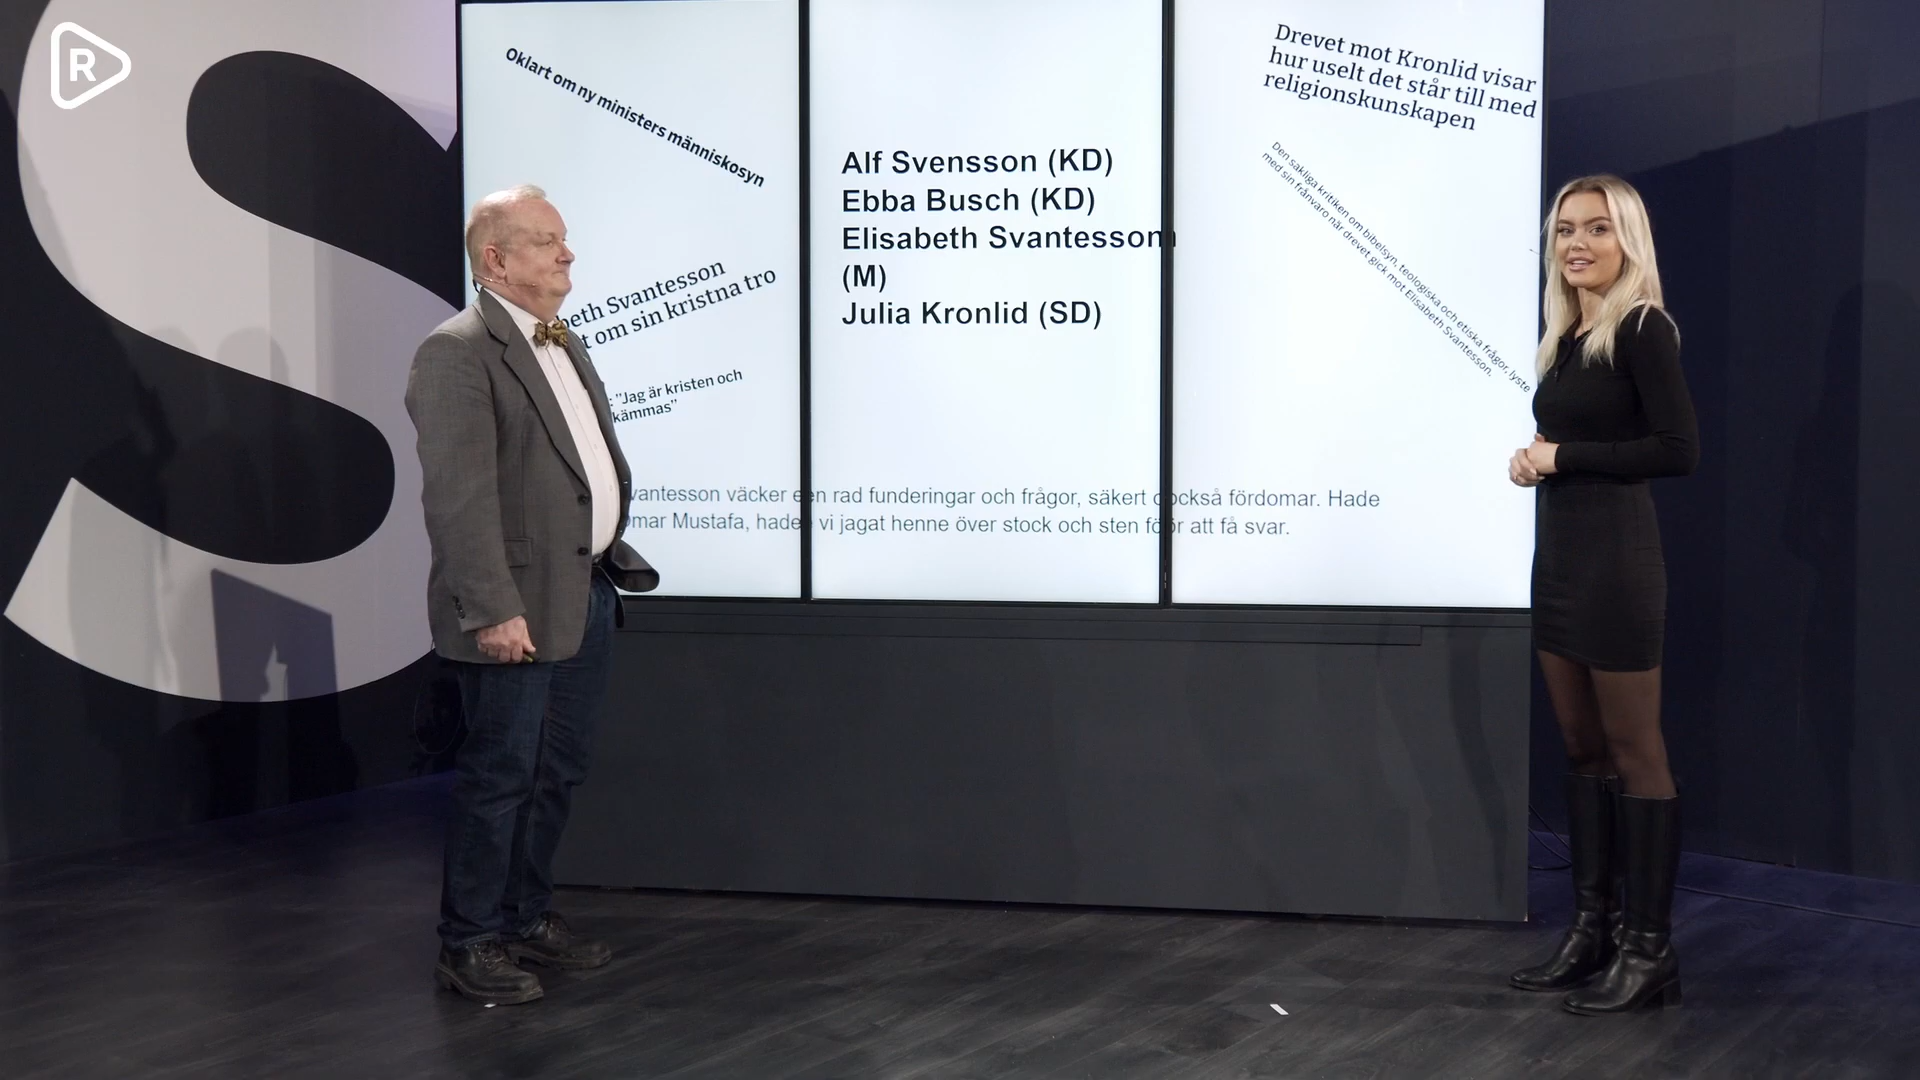 R
Oklart om ny ministers människosyn
beth Svantesson
t om sin kristna tro
: ”Jag är kristen och
kämmas”
Alf Svensson (KD)
Ebba Busch (KD)
Elisabeth Svantesson
(M)
Julia Kronlid (SD)
Drevet mot Kronlid visar
hur uselt det står till med
religionskunskapen
Den sakliga kritiken om bibelsyn, teologiska och etiska frågor, lyste
med sin frånvaro när drevet gick mot Elisabeth Svantesson.
vantesson väcker en rad funderingar och frågor, säkert också fördomar. Hade
mar Mustafa, hade vi jagat henne över stock och sten för att få svar.